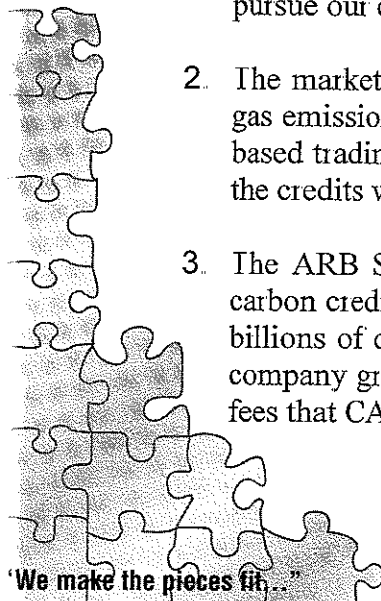 pursue our
2. The market
gas emission
based tradin
the credits
3. The ARB S
carbon credi
billions of
company gr
fees that CA
"We make the pieces fit..."